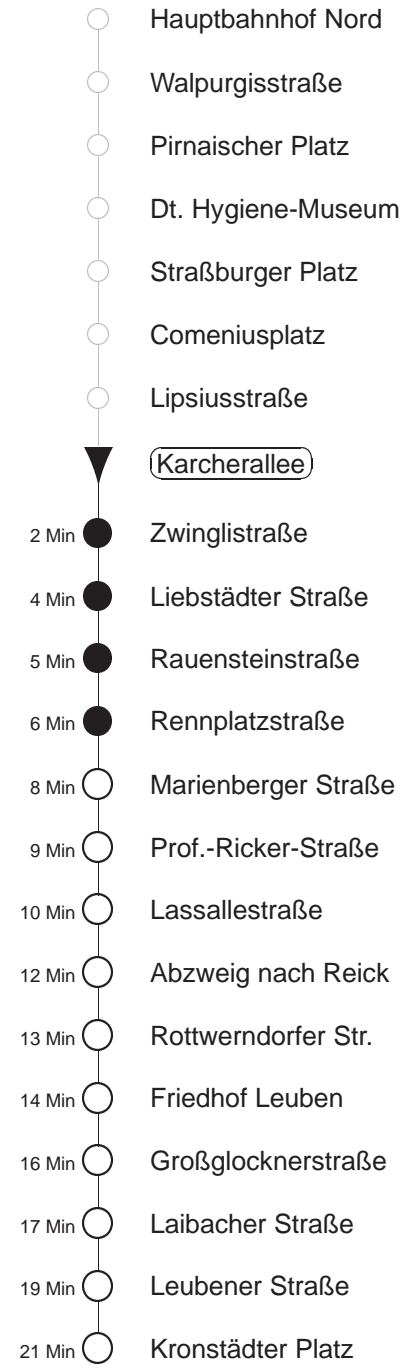 Hauptbahnhof Nord
Walpurgisstraße
Pirnaischer Platz
Dt. Hygiene-Museum
Straßburger Platz
Comeniusplatz
Lipsiusstraße
Karcherallee
2 Min Zwinglistraße
4 Min Liebstädter Straße
5 Min Rauensteinstraße
6 Min Rennplatzstraße
8 Min Marienberger Straße
9 Min Prof.-Ricker-Straße
10 Min Lassallestraße
12 Min Abzweig nach Reick
13 Min Rottwerndorfer Str.
14 Min Friedhof Leuben
16 Min Großglocknerstraße
17 Min Laibacher Straße
19 Min Leubener Straße
21 Min Kronstädter Platz